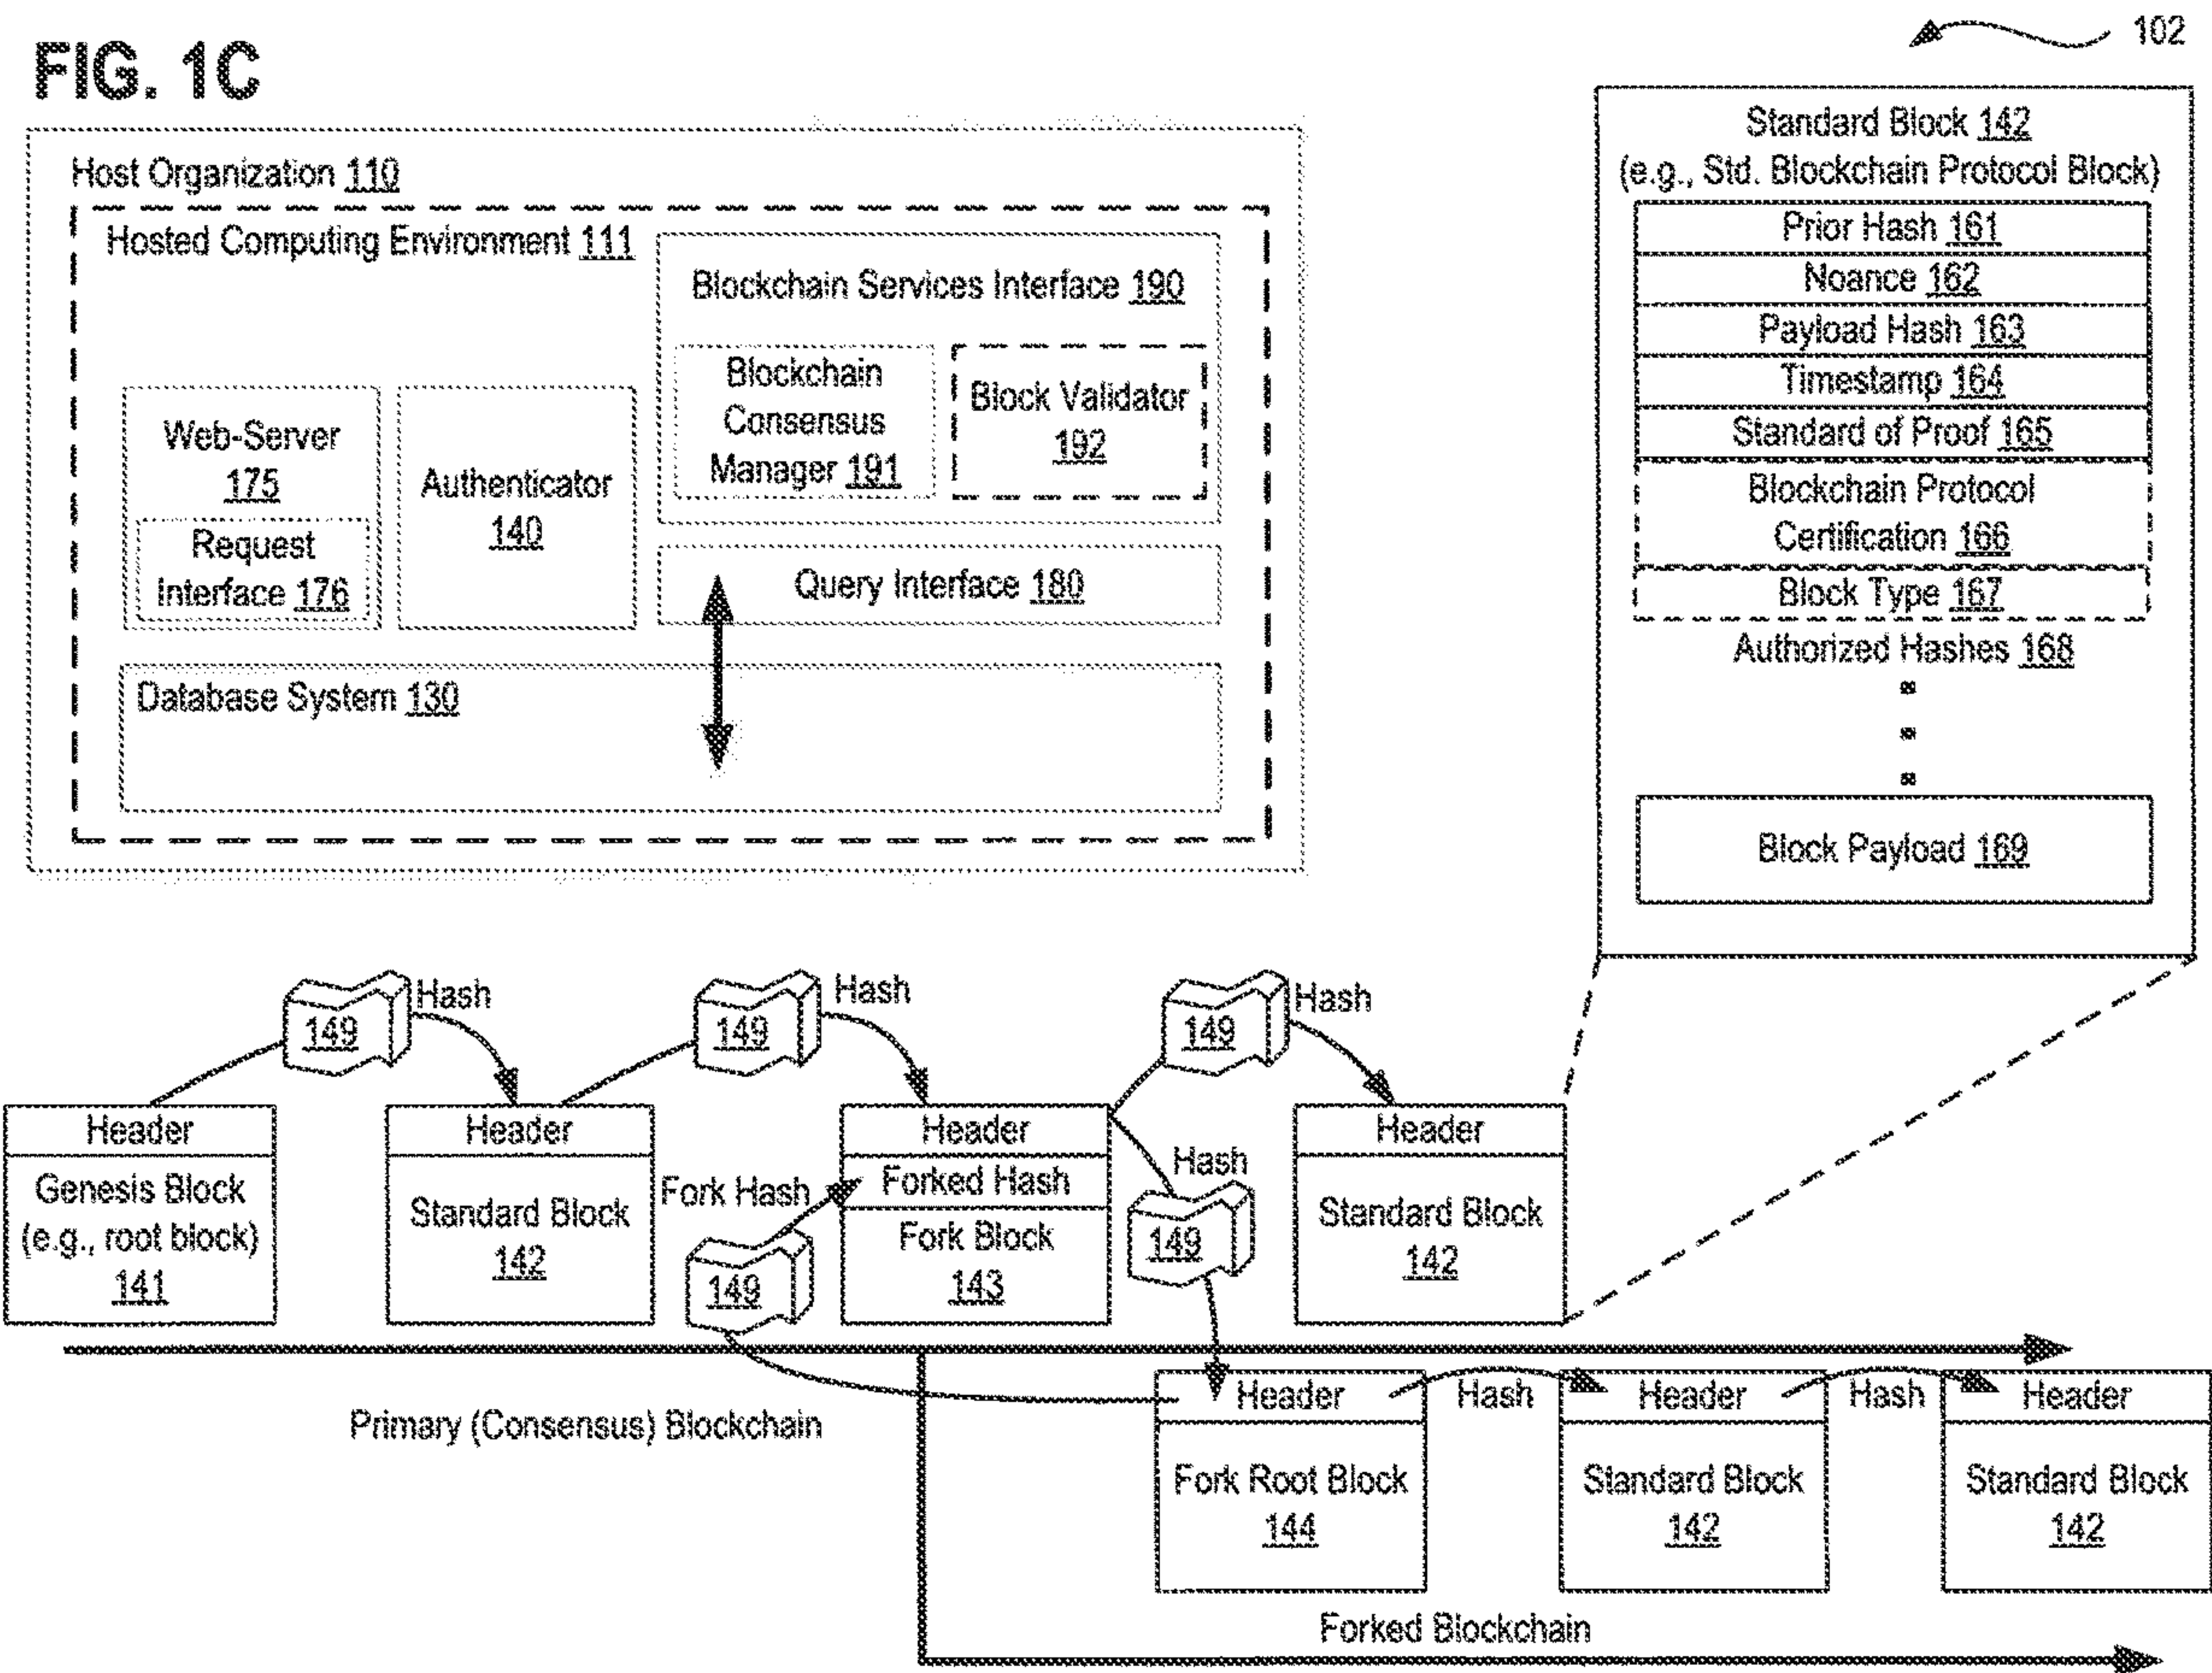 FIG. 1C
102
Host Organization 110
Hosted Computing Environment 111
Blockchain Services Interface 190
Blockchain
Consensus
Manager 191
Block Validator
192
Web-Server
175
Request
Interface 176
Authenticator
140
Query Interface 180
Database System 130
Standard Block 142
(e.g., Std. Blockchain Protocol Block)
Prior Hash 161
Noance 162
Payload Hash 163
Timestamp 164
Standard of Proof 165
Blockchain Protocol
Certification 166
Block Type 167
Authorized Hashes 168
Block Payload 169
149
Hash
149
Hash
149
Hash
Header
Genesis Block
(e.g., root block)
141
Header
Standard Block
142
Fork Hash
149
Header
Forked Hash
Fork Block
143
Hash
149
Header
Standard Block
142
Primary (Consensus) Blockchain
Header
Fork Root Block
144
Hash
Header
Standard Block
142
Hash
Header
Standard Block
142
Forked Blockchain